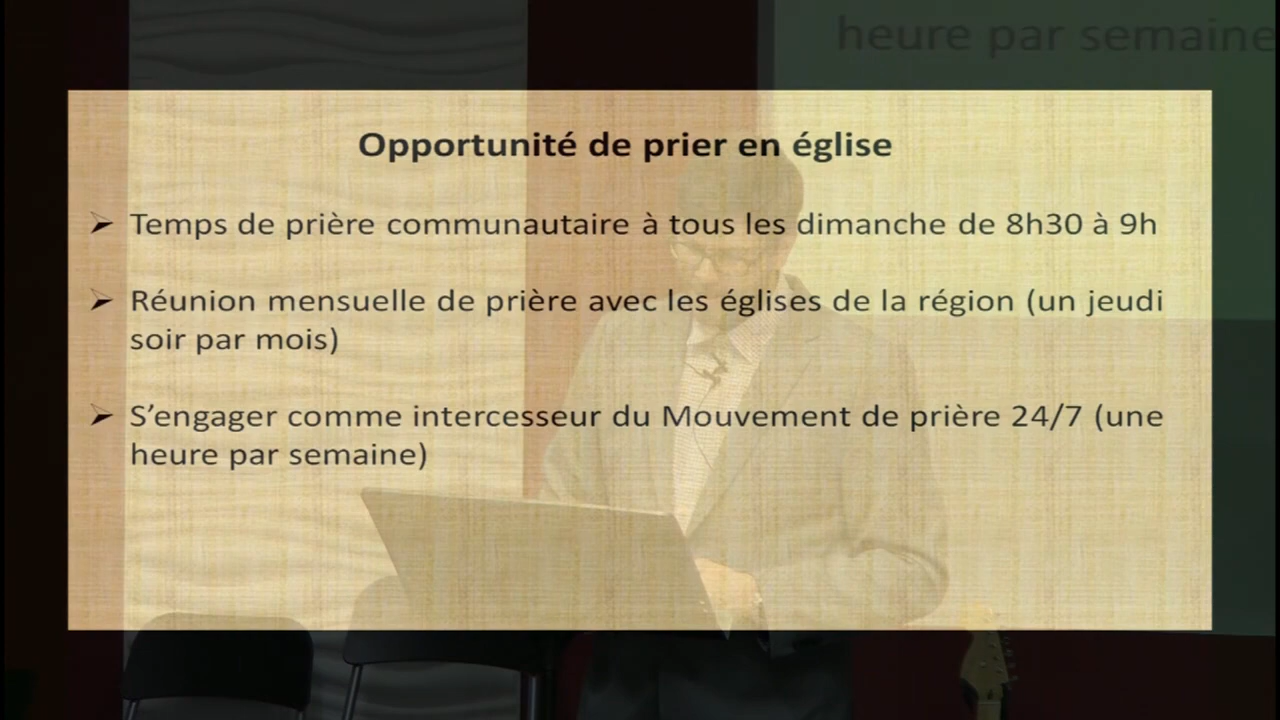 heure par semaine
Opportunité de prier en église
➢ Temps de prière communautaire à tous les dimanche de 8h30 à 9h
➢ Réunion mensuelle de prière avec les églises de la région (un jeudi
soir par mois)
➢ S’engager comme intercesseur du Mouvement de prière 24/7 (une
heure par semaine)